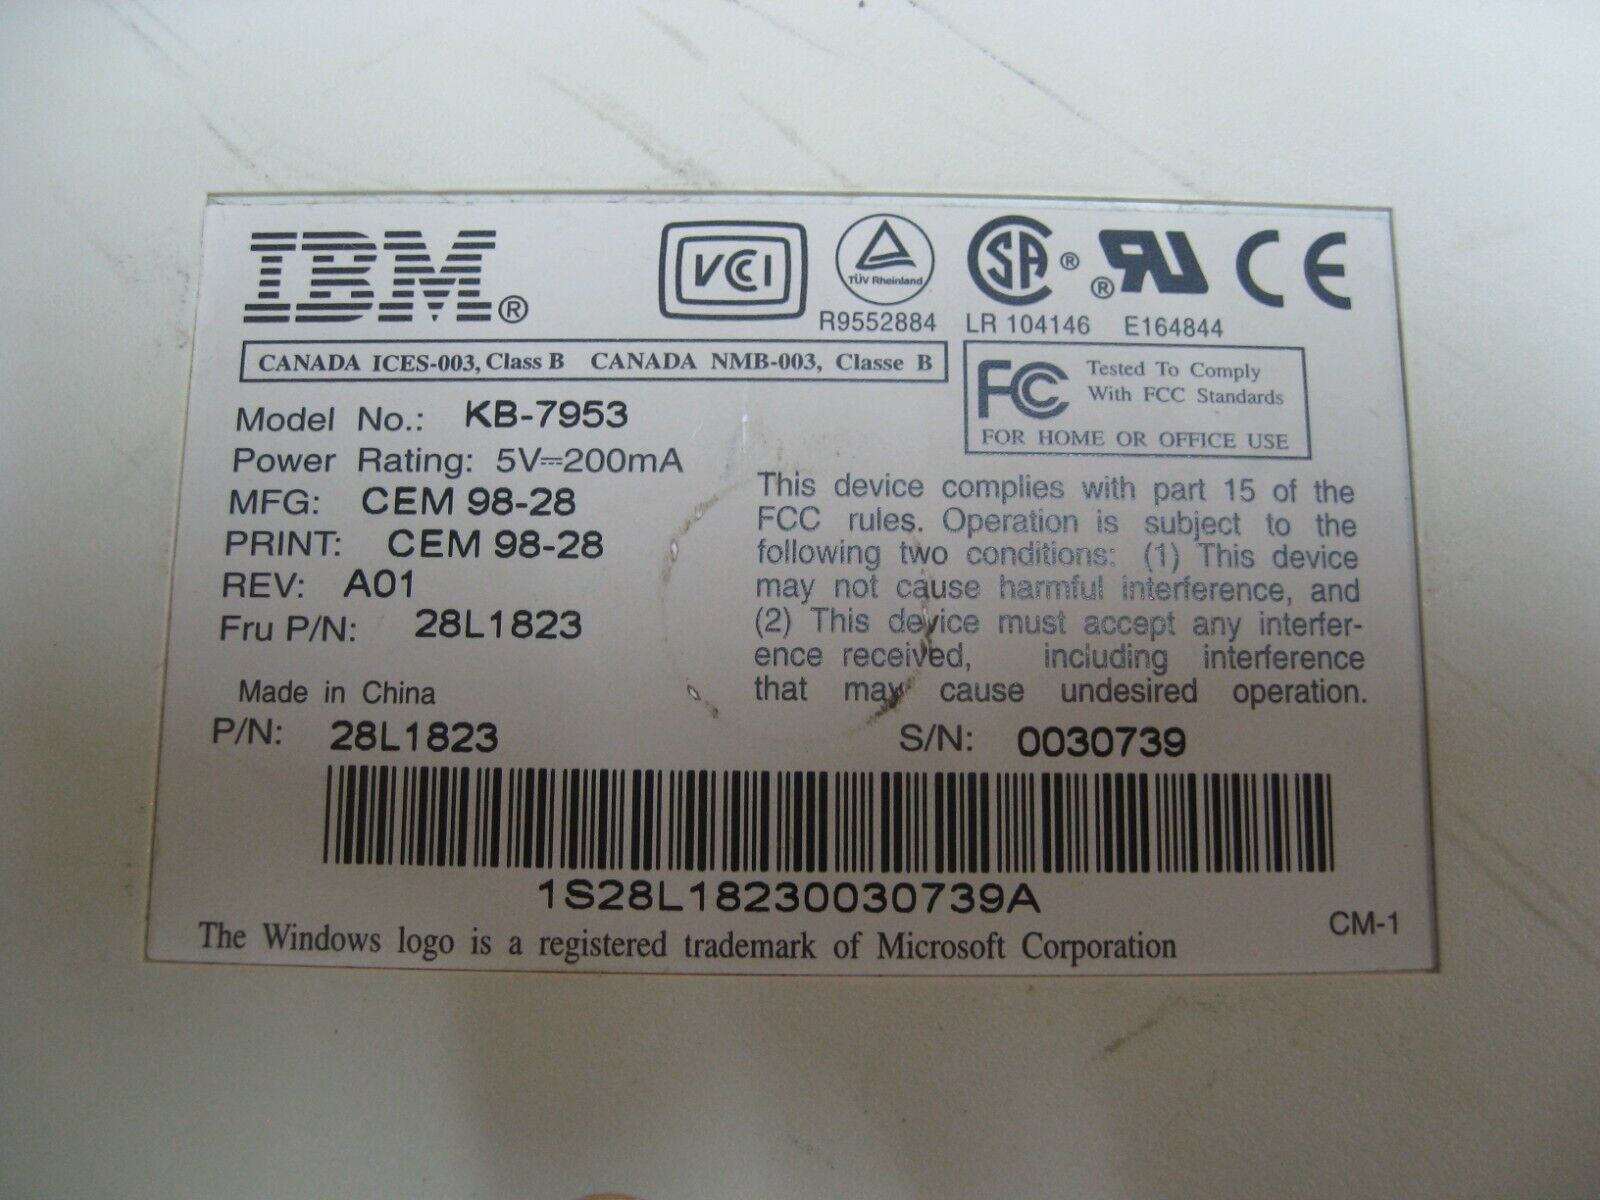 IBM®
VCCI
TÜV Rheinland
R9552884
SA ®
LR 104146
® RU
E164844
CE
CANADA ICES-003, Class B CANADA NMB-003, Classe B
FCC
Tested To Comply
With FCC Standards
FOR HOME OR OFFICE USE
Model No.: KB-7953
Power Rating: 5V⎓200mA
MFG: CEM 98-28
PRINT: CEM 98-28
REV: A01
Fru P/N: 28L1823
This device complies with part 15 of the
FCC rules. Operation is subject to the
following two conditions: (1) This device
may not cause harmful interference, and
(2) This device must accept any interfer-
ence received, including interference
that may cause undesired operation.
Made in China
P/N: 28L1823
S/N: 0030739
1S28L18230030739A
CM-1
The Windows logo is a registered trademark of Microsoft Corporation